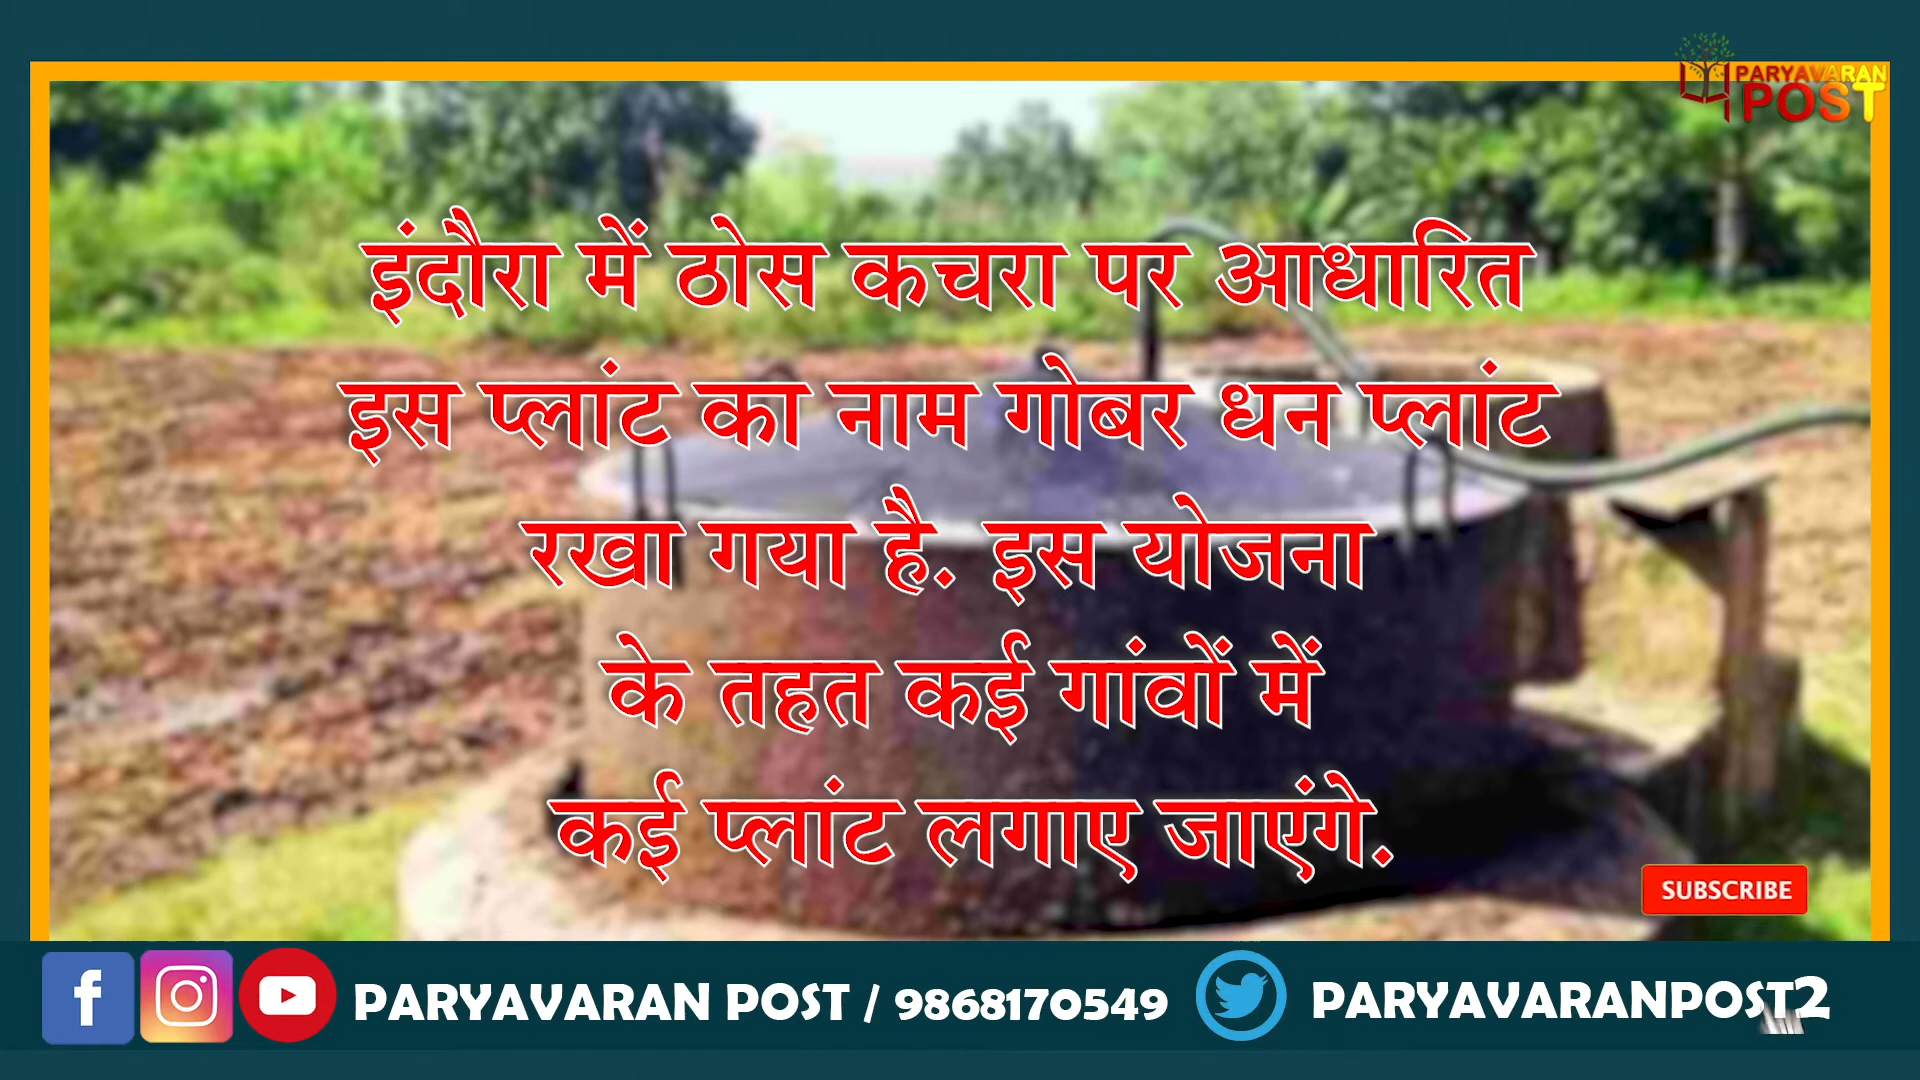 PARYAVARAN
POST
इंदौरा में ठोस कचरा पर आधारित
इस प्लांट का नाम गोबर धन प्लांट
रखा गया है. इस योजना
के तहत कई गांवों में
कई प्लांट लगाए जाएंगे.
SUBSCRIBE
PARYAVARAN POST / 9868170549
PARYAVARANPOST2